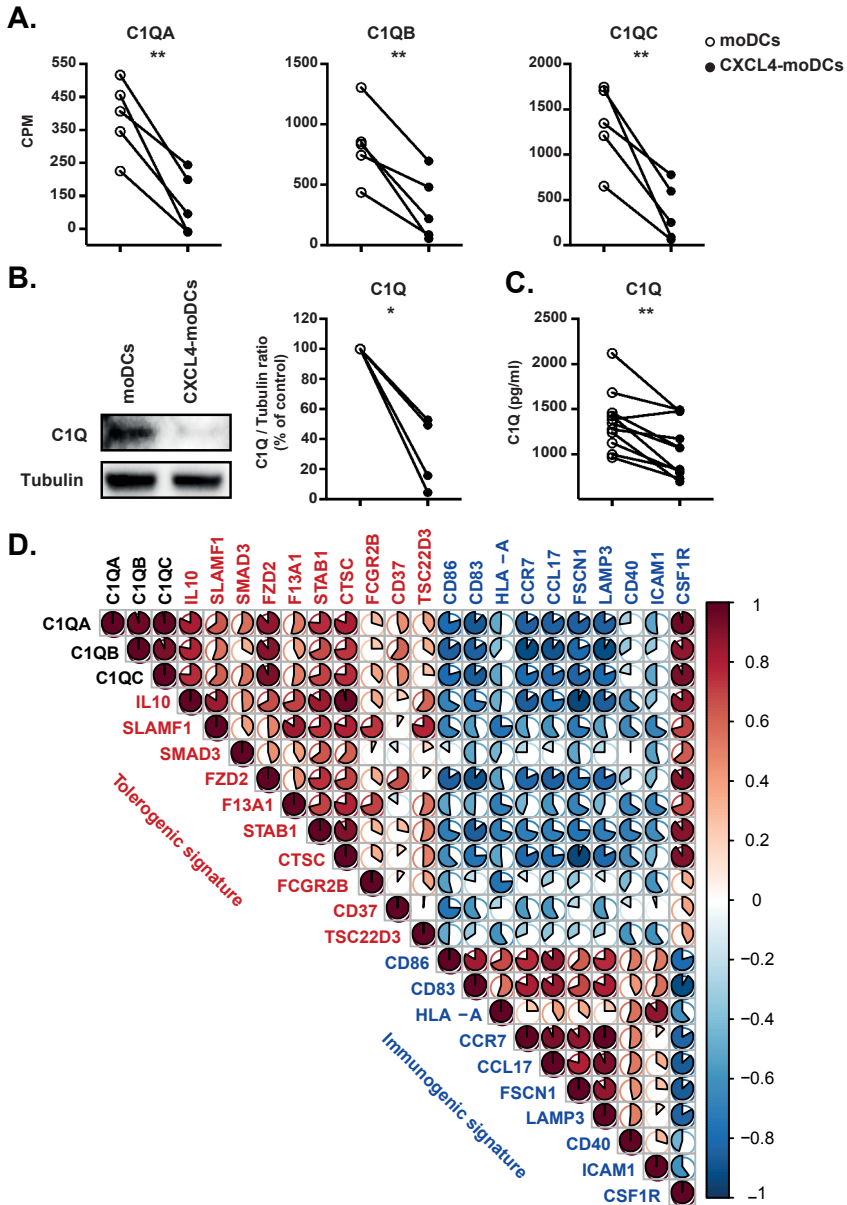 A.
C1QA
**
CPM
550
450
350
250
150
0
C1QB
**
1500
1000
500
0
C1QC
**
2000
1500
1000
500
0
moDCs
CXCL4-moDCs
B.
moDCs
CXCL4-moDCs
C1Q
Tubulin
C1Q
*
C1Q / Tubulin ratio
(% of control)
120
100
80
60
40
20
0
C.
C1Q
**
C1Q (pg/ml)
2500
2000
1500
1000
D.
C1QA
C1QB
C1QC
IL10
SLAMF1
SMAD3
FZD2
F13A1
STAB1
CTSC
FCGR2B
CD37
TSC22D3
CD86
CD83
HLA – A
CCR7
CCL17
FSCN1
LAMP3
CD40
ICAM1
CSF1R
C1QA
C1QB
C1QC
IL10
SLAMF1
SMAD3
FZD2
F13A1
STAB1
CTSC
FCGR2B
CD37
TSC22D3
CD86
CD83
HLA –A
CCR7
CCL17
FSCN1
LAMP3
CD40
ICAM1
CSF1R
Tolerogenic signature
Immunogenic signature
1
0.8
0.6
0.4
0.2
0
−0.2
−0.4
−0.6
−0.8
−1